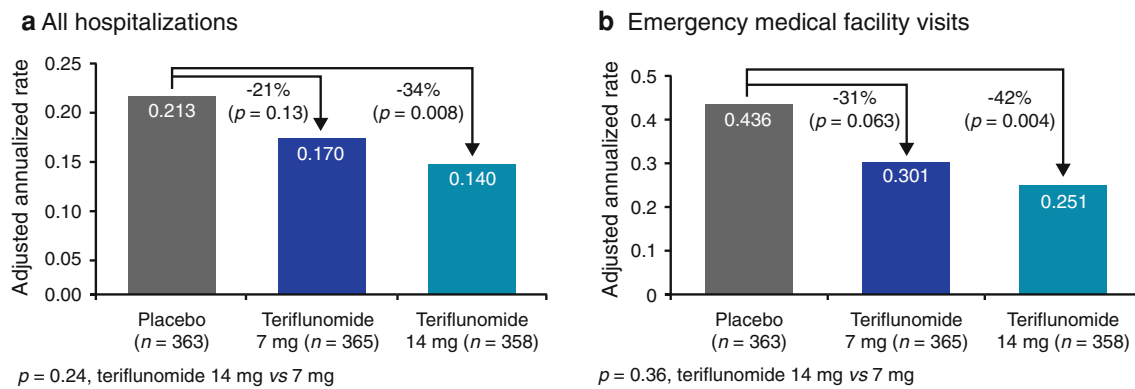 a All hospitalizations
Adjusted annualized rate
0.25
0.20
0.15
0.10
0.05
0.00
-21%
(p = 0.13)
-34%
(p = 0.008)
0.213
0.170
0.140
Placebo
(n = 363)
Teriflunomide
7 mg (n = 365)
Teriflunomide
14 mg (n = 358)
p = 0.24, teriflunomide 14 mg vs 7 mg
b Emergency medical facility visits
Adjusted annualized rate
0.5
0.4
0.3
0.2
0.1
0
-31%
(p = 0.063)
-42%
(p = 0.004)
0.436
0.301
0.251
Placebo
(n = 363)
Teriflunomide
7 mg (n = 365)
Teriflunomide
14 mg (n = 358)
p = 0.36, teriflunomide 14 mg vs 7 mg